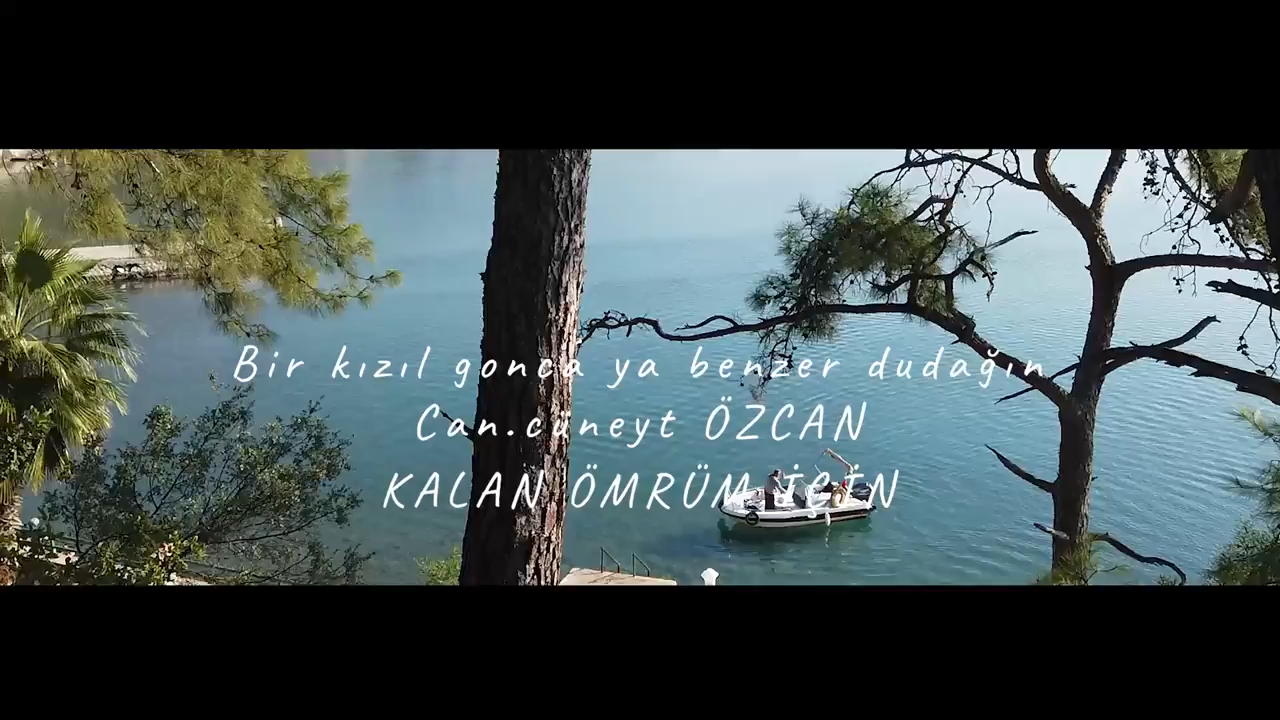 Bir kızıl gonca ya benzer dudağın
Can.cüneyt ÖZCAN
KALAN ÖMRÜM İÇİN